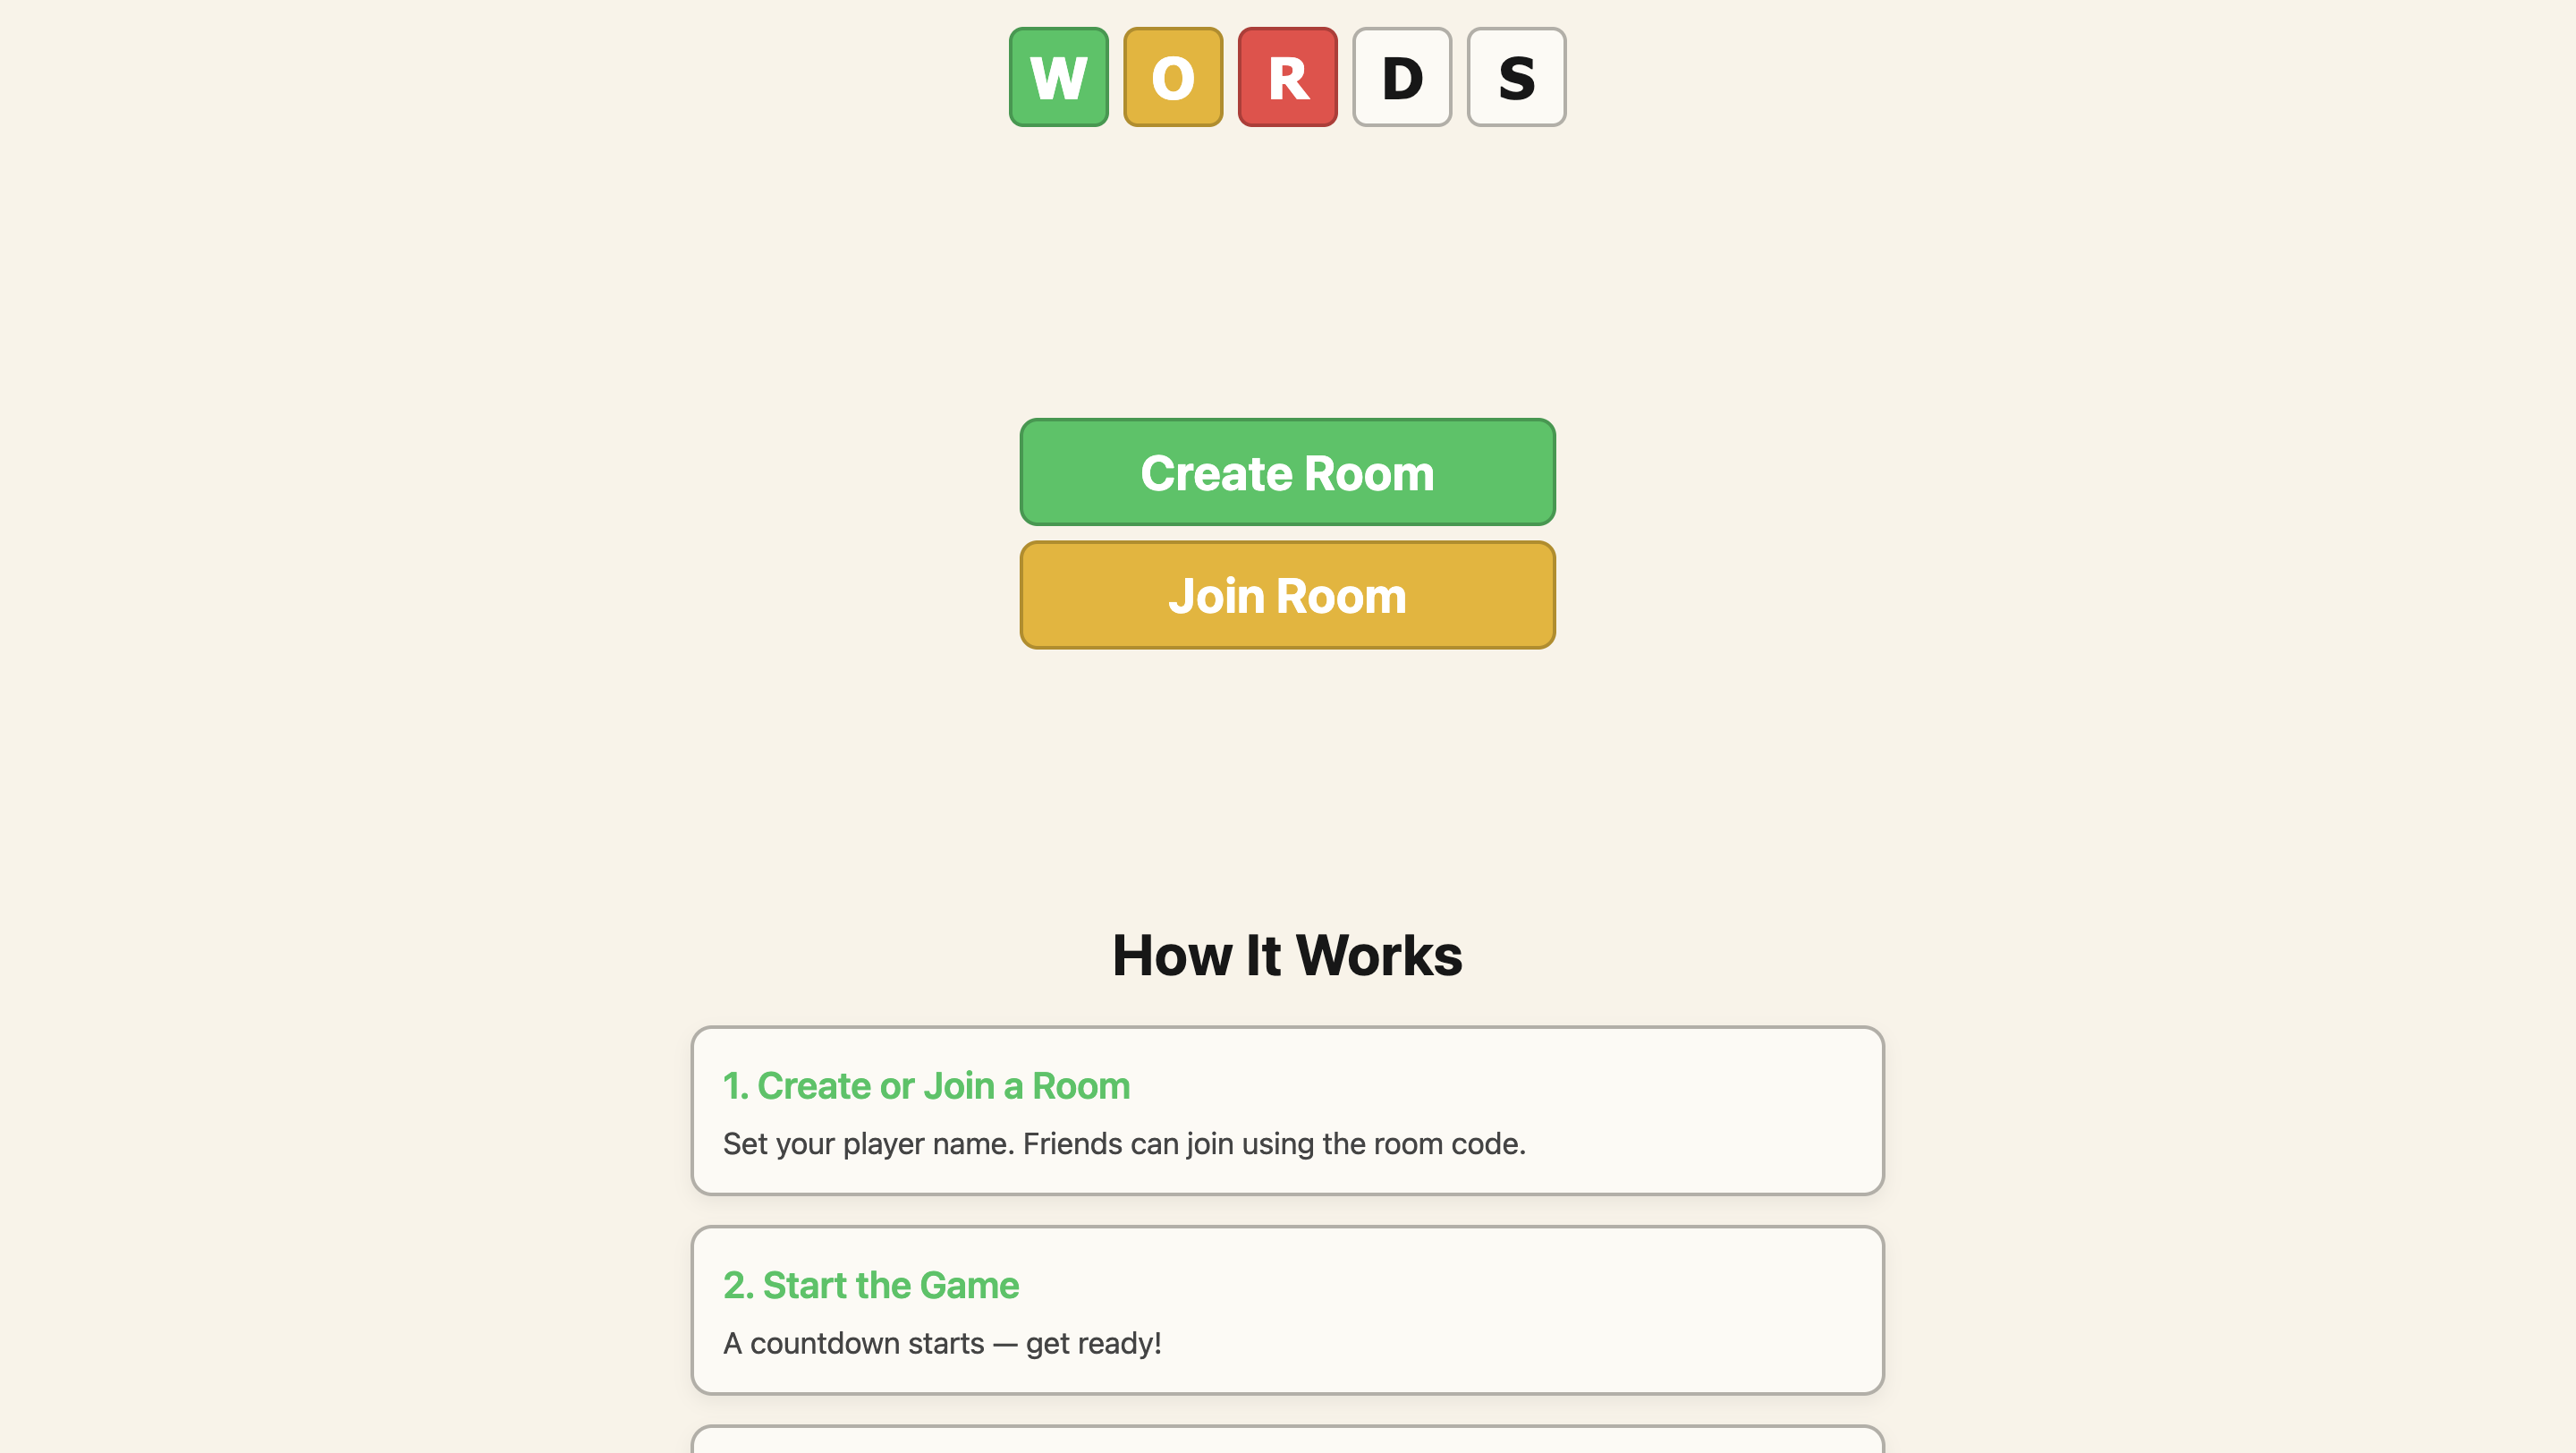 WORDS
Create Room
Join Room
How It Works
1. Create or Join a Room
Set your player name. Friends can join using the room code.
2. Start the Game
A countdown starts — get ready!